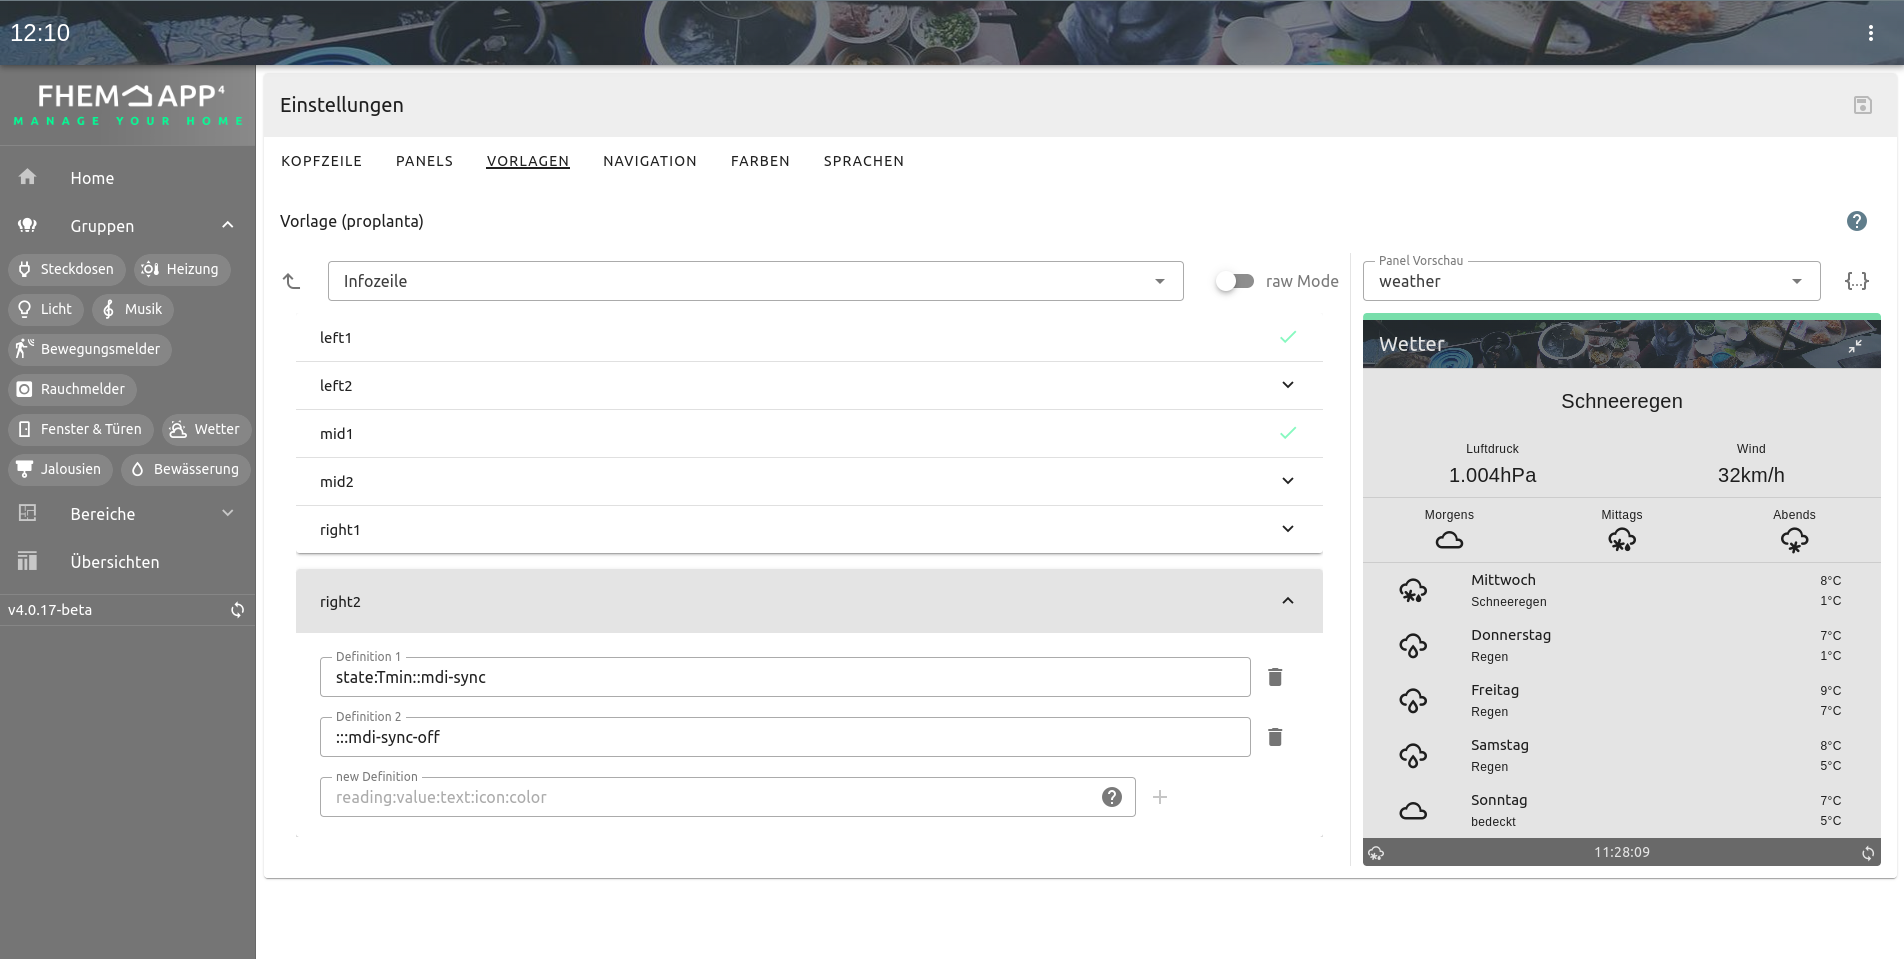 12:10
FHEM APP4
MANAGE YOUR HOME
Home
Gruppen
Steckdosen
Heizung
Licht
Musik
Bewegungsmelder
Rauchmelder
Fenster & Türen
Wetter
Jalousien
Bewässerung
Bereiche
Übersichten
v4.0.17-beta
Einstellungen
KOPFZEILE
PANELS
VORLAGEN
NAVIGATION
FARBEN
SPRACHEN
Vorlage (proplanta)
Infozeile
raw Mode
left1
left2
mid1
mid2
right1
right2
Definition 1
state:Tmin::mdi-sync
Definition 2
:::mdi-sync-off
new Definition
reading:value:text:icon:color
Panel Vorschau
weather
{...}
Wetter
Schneeregen
Luftdruck
1.004hPa
Wind
32km/h
Morgens
Mittags
Abends
Mittwoch
8°C
Schneeregen
1°C
Donnerstag
7°C
Regen
1°C
Freitag
9°C
Regen
7°C
Samstag
8°C
Regen
5°C
Sonntag
7°C
bedeckt
5°C
11:28:09